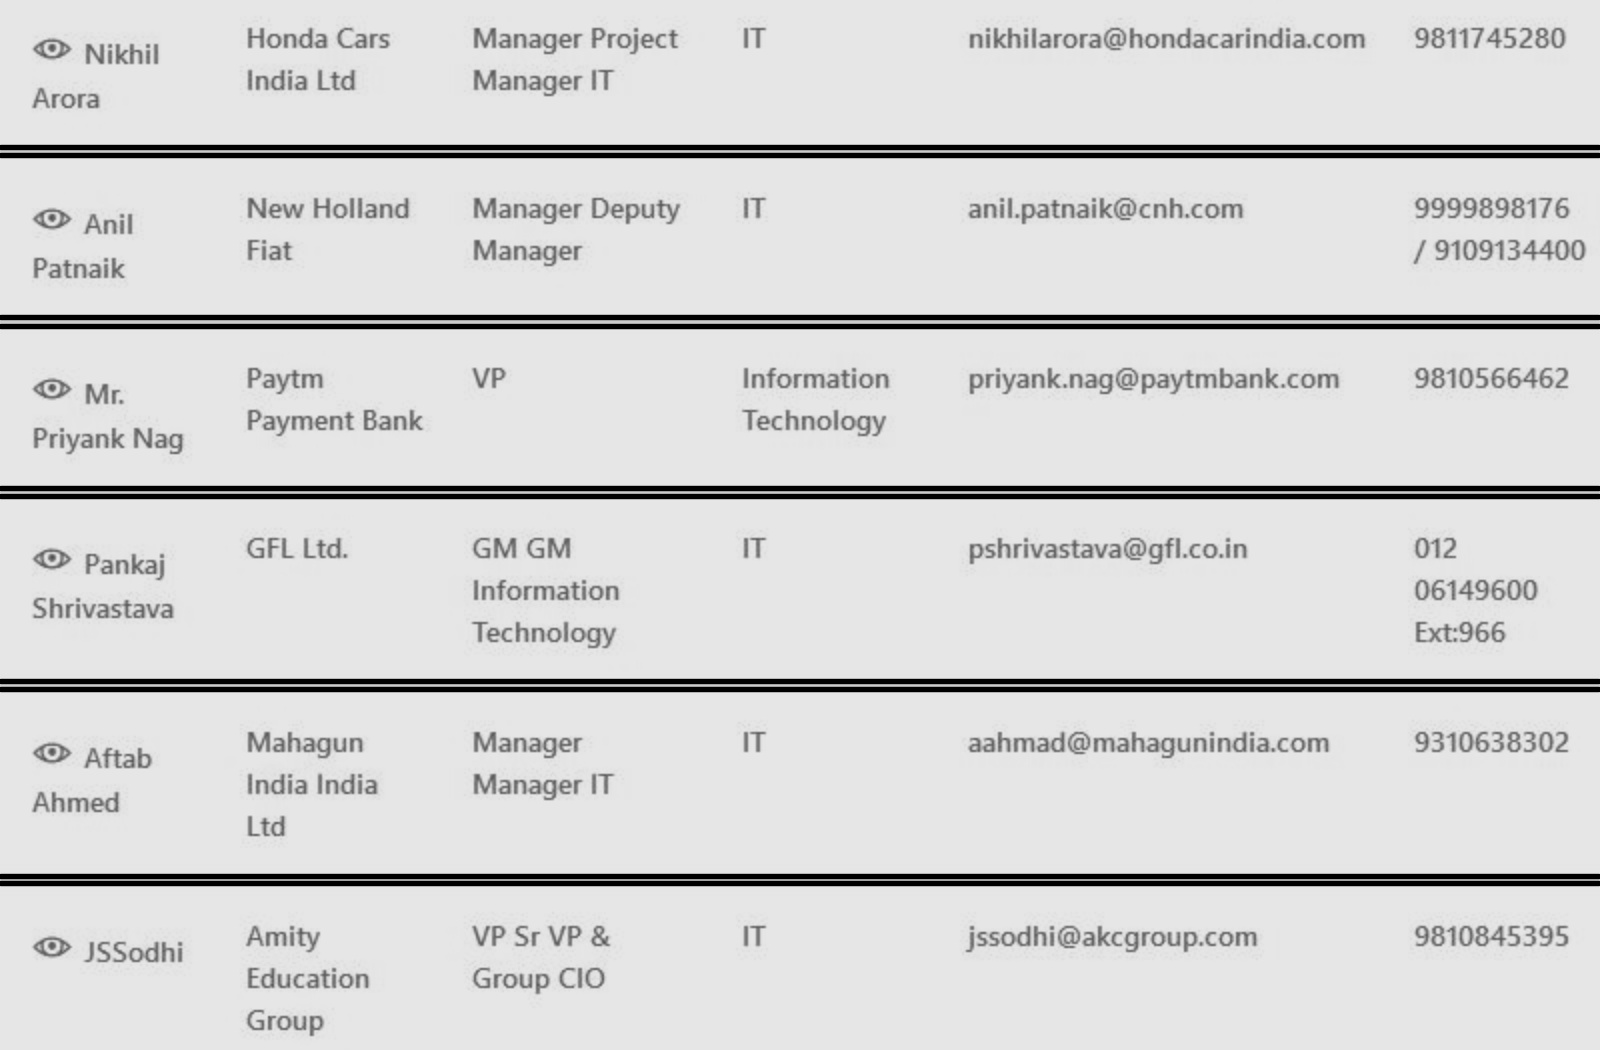 Nikhil Arora
Honda Cars
India Ltd
Manager Project
Manager IT
IT
nikhilarora@hondacarindia.com
9811745280
Anil
Patnaik
New Holland
Fiat
Manager Deputy
Manager
IT
anil.patnaik@cnh.com
9999898176
/ 9109134400
Mr.
Priyank Nag
Paytm
Payment Bank
VP
Information
Technology
priyank.nag@paytmbank.com
9810566462
Pankaj
Shrivastava
GFL Ltd.
GM GM
Information
Technology
IT
pshrivastava@gfl.co.in
012
06149600
Ext:966
Aftab
Ahmed
Mahagun
India India
Ltd
Manager
Manager IT
IT
aahmad@mahagunindia.com
9310638302
JSSodhi
Amity
Education
Group
VP Sr VP &
Group CIO
IT
jssodhi@akcgroup.com
9810845395